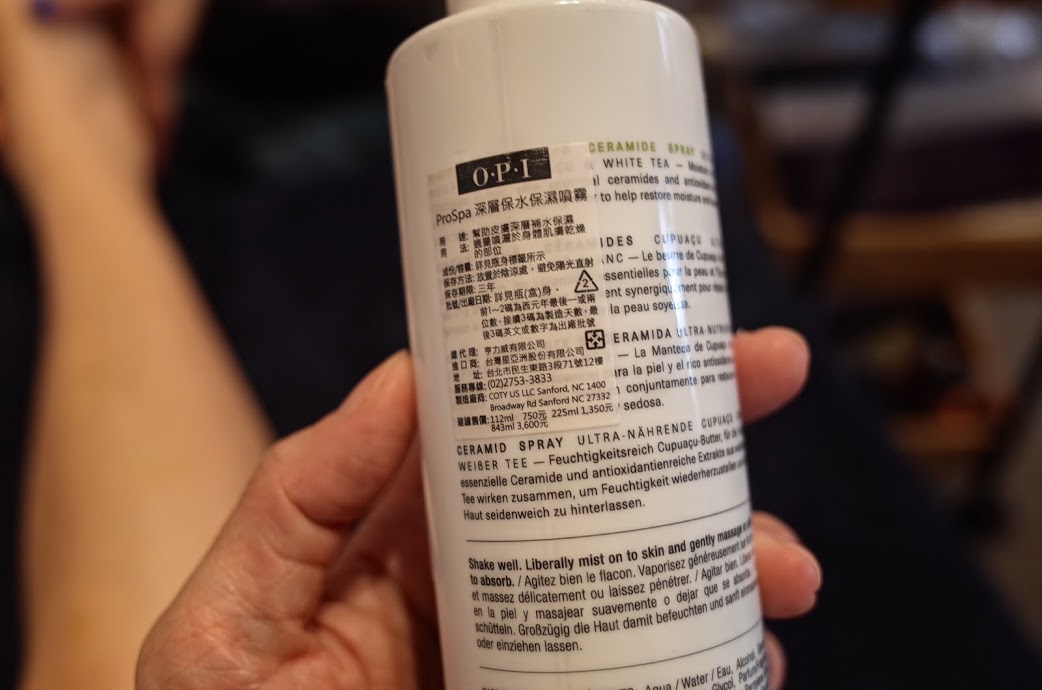 O·P·I
ProSpa 深層保水保濕噴霧
用 途: 幫助皮膚深層補水保濕
用 法: 適量噴灑於身體肌膚乾燥
的部位
成份/容量: 詳見瓶身標籤所示
保存方法: 放置於陰涼處,避免陽光直射
保存期限: 三年
批號/出廠日期: 詳見瓶(盒)身,
前1~2碼為西元年最後一或兩
位數,接續3碼為製造天數,最
後3碼英文或數字為出廠批號
2
總代理: 亨力威有限公司
進口商: 台灣星亞洲股份有限公司
地 址: 台北市民生東路3段71號12樓
服務專線: (02)2753-3833
製造廠商: COTY US LLC Sanford, NC 1400
Broadway Rd Sanford NC 27332
建議售價: 112ml 750元 225ml 1,350元
843ml 3,600元
CERAMIDE SPRAY
WHITE TEA — Moisture
ceramides and antioxidant
to help restore moisture
CUPUAÇU
— Le beurre de Cupuaçu
essentielles pour la peau et l'
synergiquement pour
la peau soyeuse.
CERAMIDA ULTRA-NUTRI
— La Manteca de Cupuaçu
para la piel y el rico antioxidante
conjuntamente para restaurar
sedosa.
CERAMID SPRAY ULTRA-NÄHRENDE CUPUAÇU
WEIẞER TEE — Feuchtigkeitsreich Cupuaçu-Butter, für die
essenzielle Ceramide und antioxidantienreiche Extrakte aus
Tee wirken zusammen, um Feuchtigkeit wiederherzustellen und
Haut seidenweich zu hinterlassen.
Shake well. Liberally mist on to skin and gently massage
to absorb. / Agitez bien le flacon. Vaporisez généreusement sur
et massez délicatement ou laissez pénétrer. / Agitar bien.
en la piel y masajear suavemente o dejar que se absorba.
schütteln. Großzügig die Haut damit befeuchten und sanft
oder einziehen lassen.
Aqua / Water / Eau, Alcohol
Glycol,